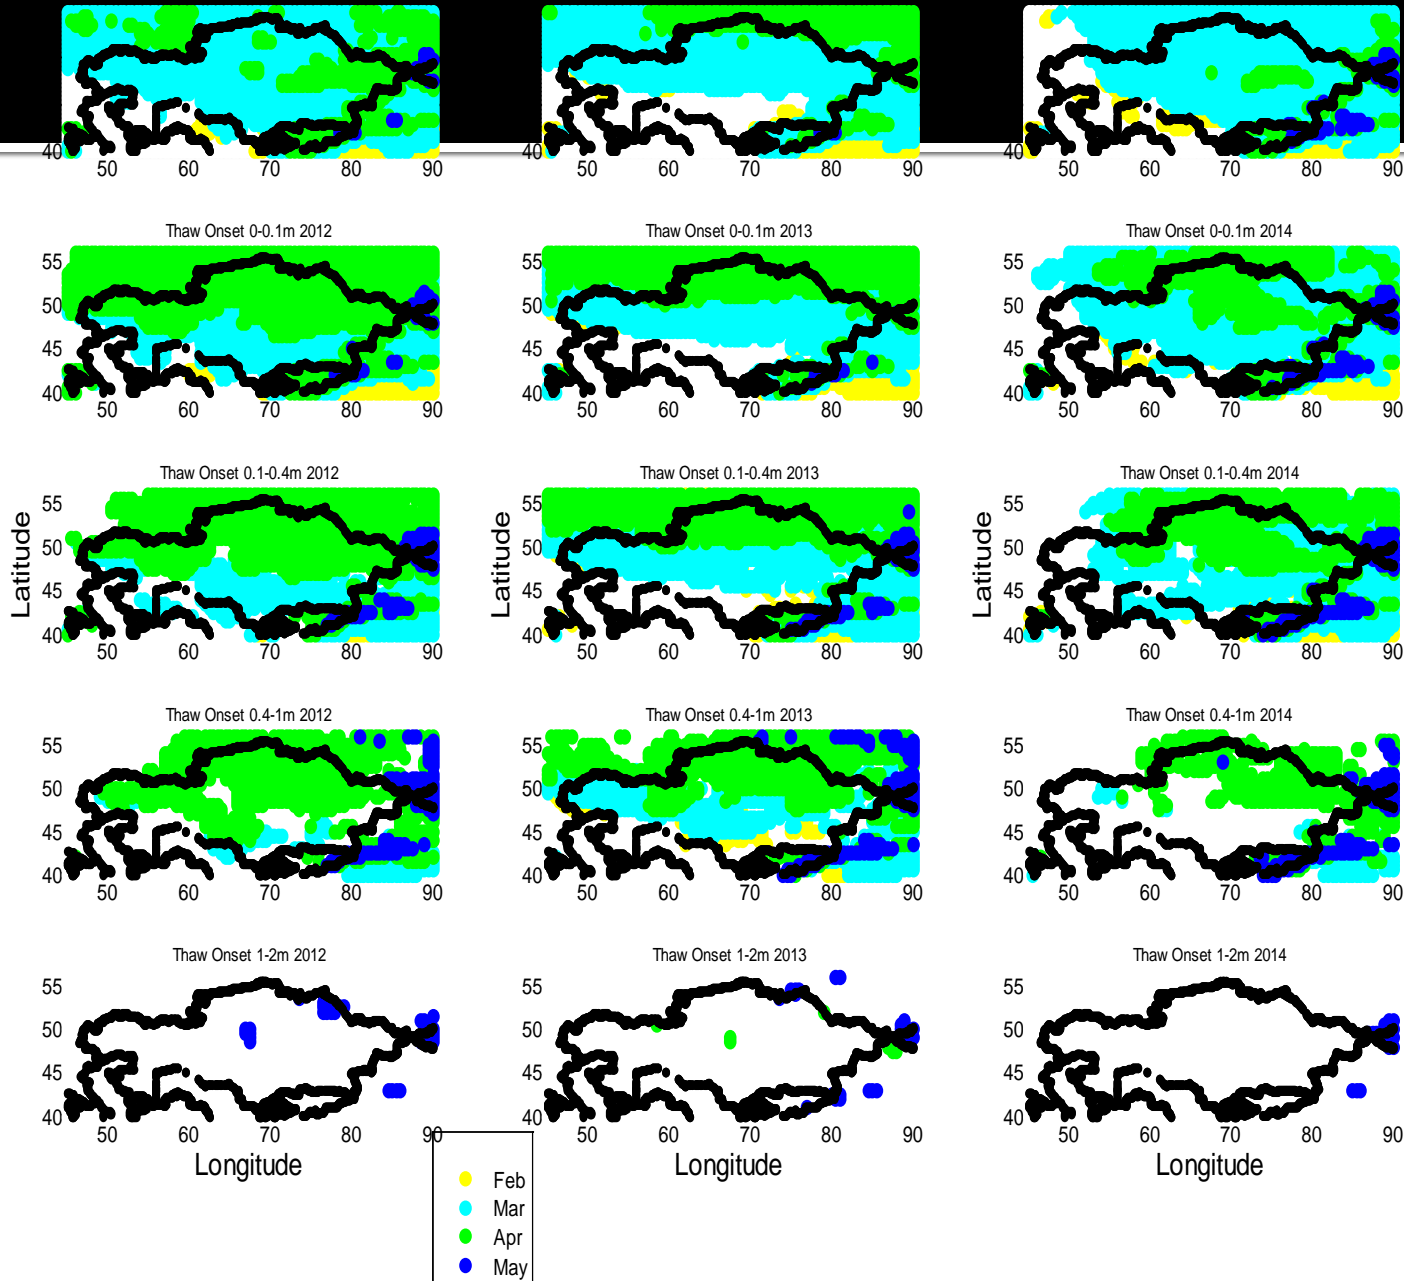 40 40 40
50 60 70 80 90 50 60 70 80 90 50 60 70 80 90
Thaw Onset 0-0.1m 2012 Thaw Onset 0-0.1m 2013 Thaw Onset 0-0.1m 2014
55 55 55
50 50 50
45 45 45
40 40 40
50 60 70 80 90 50 60 70 80 90 50 60 70 80 90
Thaw Onset 0.1-0.4m 2012 Thaw Onset 0.1-0.4m 2013 Thaw Onset 0.1-0.4m 2014
Latitude Latitude Latitude
55 55 55
50 50 50
45 45 45
40 40 40
50 60 70 80 90 50 60 70 80 90 50 60 70 80 90
Thaw Onset 0.4-1m 2012 Thaw Onset 0.4-1m 2013 Thaw Onset 0.4-1m 2014
55 55 55
50 50 50
45 45 45
40 40 40
50 60 70 80 90 50 60 70 80 90 50 60 70 80 90
Thaw Onset 1-2m 2012 Thaw Onset 1-2m 2013 Thaw Onset 1-2m 2014
55 55 55
50 50 50
45 45 45
40 40 40
50 60 70 80 90 50 60 70 80 90 50 60 70 80 90
Longitude Longitude Longitude
Feb
Mar
Apr
May